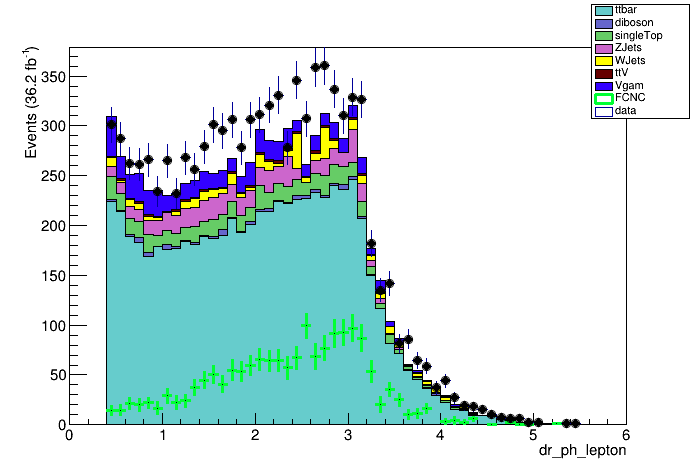 ttbar
diboson
singleTop
ZJets
WJets
ttV
Vgam
FCNC
data
Events (36.2 fb⁻¹)
350
300
250
200
150
100
50
0
0 1 2 3 4 5 6
dr_ph_lepton